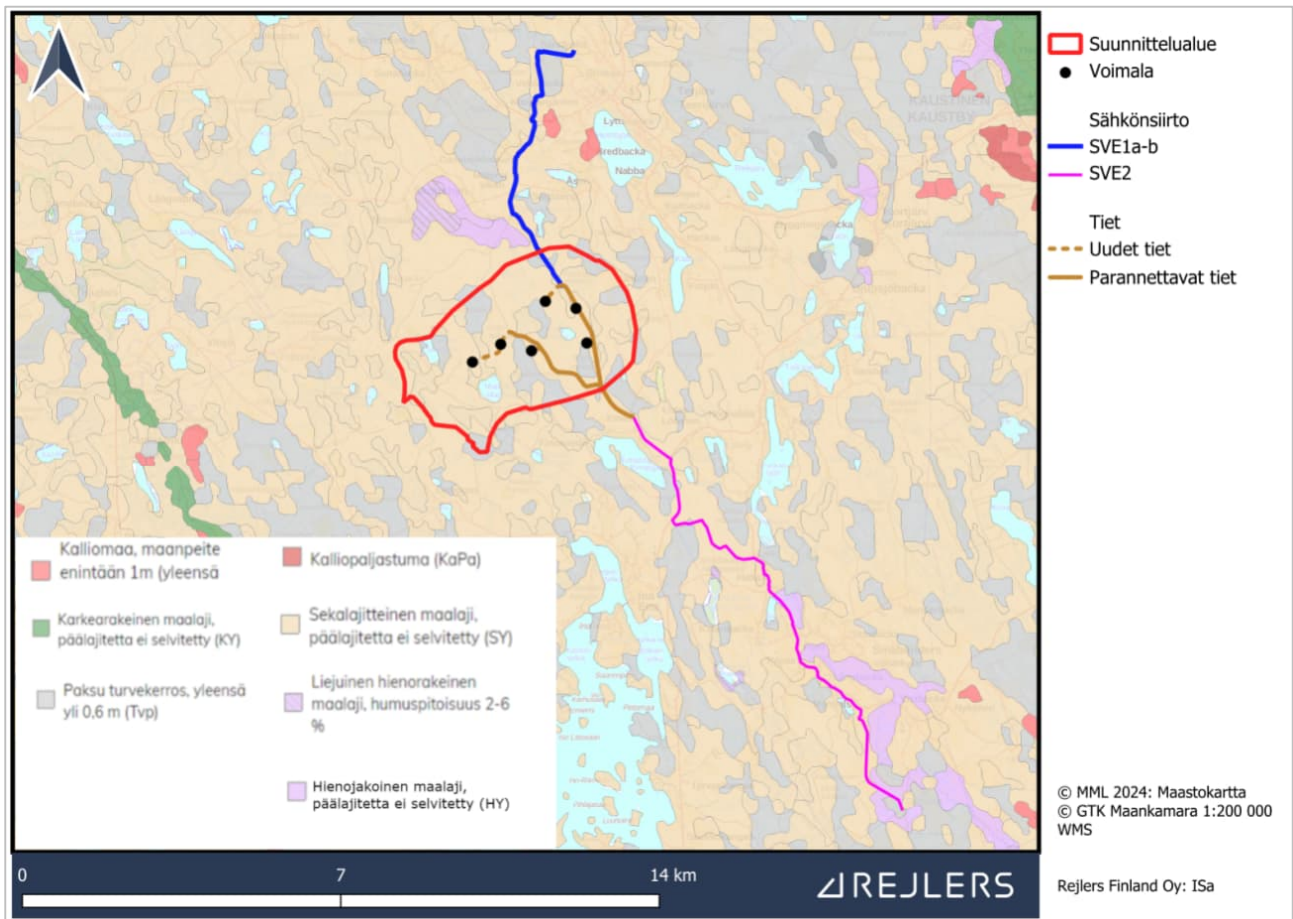 Suunnittelualue
Voimala
Sähkönsiirto
SVE1a-b
SVE2
Tiet
Uudet tiet
Parannettavat tiet
KAUSTINEN
KAUSTBY
Bredbacka
Nabba
Kalliomaa, maanpeite
enintään 1m (yleensä
Kalliopaljastuma (KaPa)
Karkearakeinen maalaji,
päälajitetta ei selvitetty (KY)
Sekalajitteinen maalaji,
päälajitetta ei selvitetty (SY)
Paksu turvekerros, yleensä
yli 0,6 m (Tvp)
Liejuinen hienorakeinen
maalaji, humuspitoisuus 2-6
%
Hienojakoinen maalaji,
päälajitetta ei selvitetty (HY)
© MML 2024: Maastokartta
© GTK Maankamara 1:200 000
WMS
Rejlers Finland Oy: ISa
0 7 14 km
REJLERS